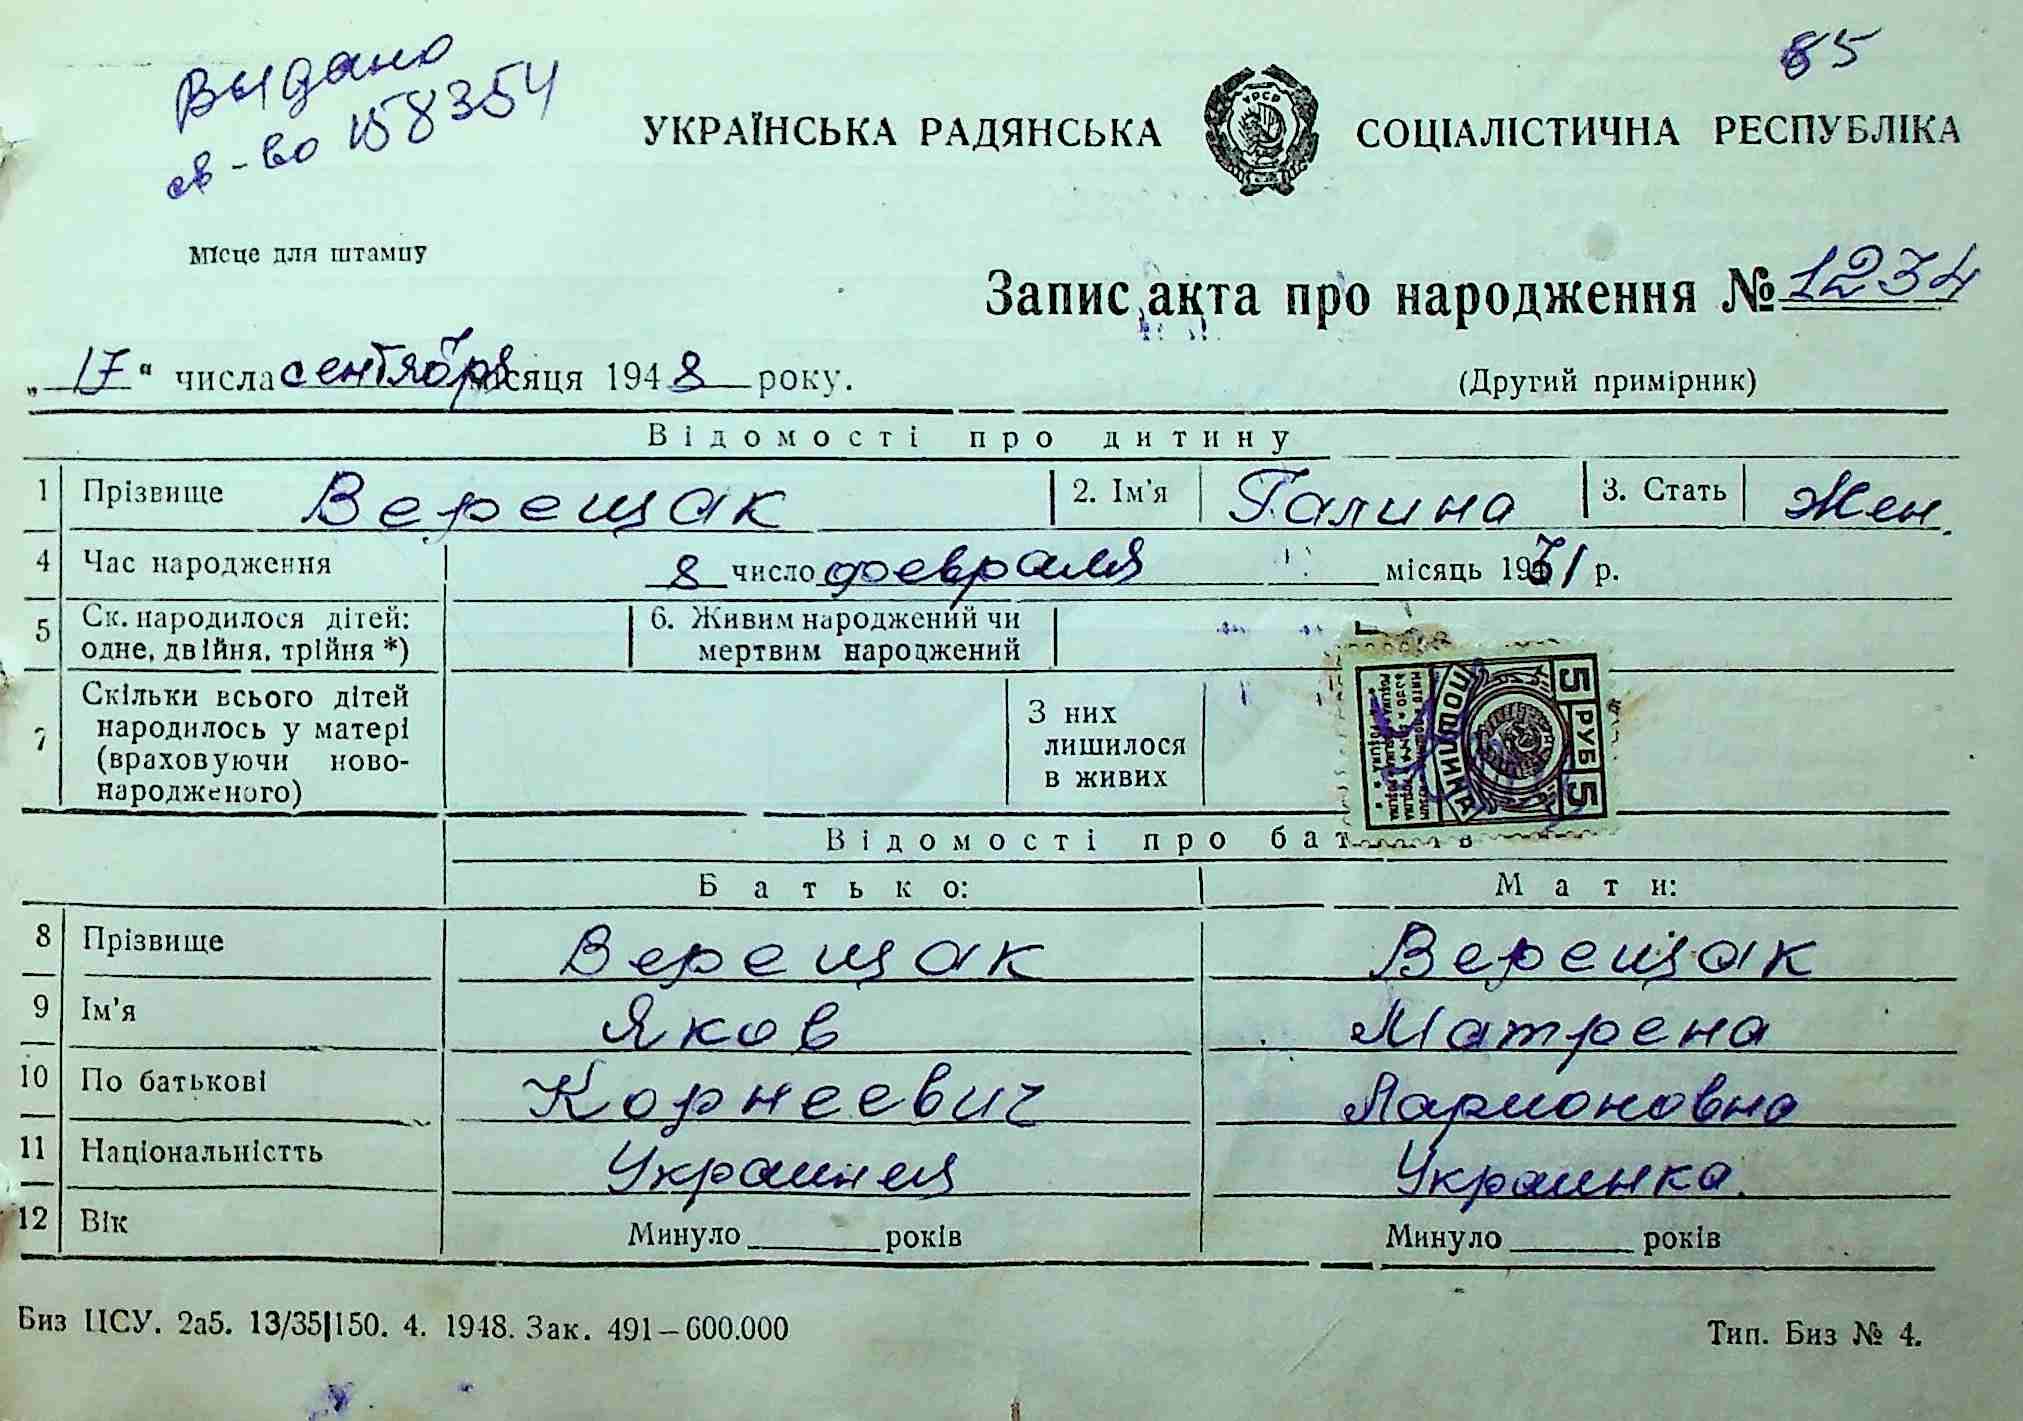 Выдано
св-во 158354
85
УКРАЇНСЬКА РАДЯНСЬКА СОЦІАЛІСТИЧНА РЕСПУБЛІКА
УРСР
Місце для штампу
Запис акта про народження № 1234
„ 17 “ числа сентября місяця 1948 року.
(Другий примірник)
Відомості про дитину
1 Прізвище Верещак 2. Ім'я Галина 3. Стать Жен.
4 Час народження 8 число февраля місяць 1931 р.
5 Ск. народилося дітей: одне, двійня, трійня *) 6. Живим народжений чи мертвим народжений
7 Скільки всього дітей народилось у матері (враховуючи ново-народженого) З них лишилося в живих
5 РУБ 5
ПОШЛИНА
Відомості про бат в
Батько: Мати:
8 Прізвище Верещак Верещак
9 Ім'я Яков Матрена
10 По батькові Корнеевич Ларионовна
11 Національністть Украинец Украинка.
12 Вік Минуло років Минуло років
Биз ЦСУ. 2а5. 13/35|150. 4. 1948. Зак. 491—600.000
Тип. Биз № 4.